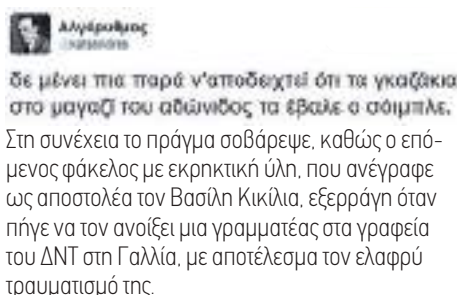 Αλγόριθμος
δε μένει πια παρά ν'αποδειχτεί ότι τα γκαζάκια
στο μαγαζί του αδώνιδος τα έβαλε ο σόιμπλε.
Στη συνέχεια το πράγμα σοβάρεψε, καθώς ο επό-
μενος φάκελος με εκρηκτική ύλη, που ανέγραφε
ως αποστολέα τον Βασίλη Κικίλια, εξερράγη όταν
πήγε να τον ανοίξει μια γραμματέας στα γραφεία
του ΔΝΤ στη Γαλλία, με αποτέλεσμα τον ελαφρύ
τραυματισμό της.